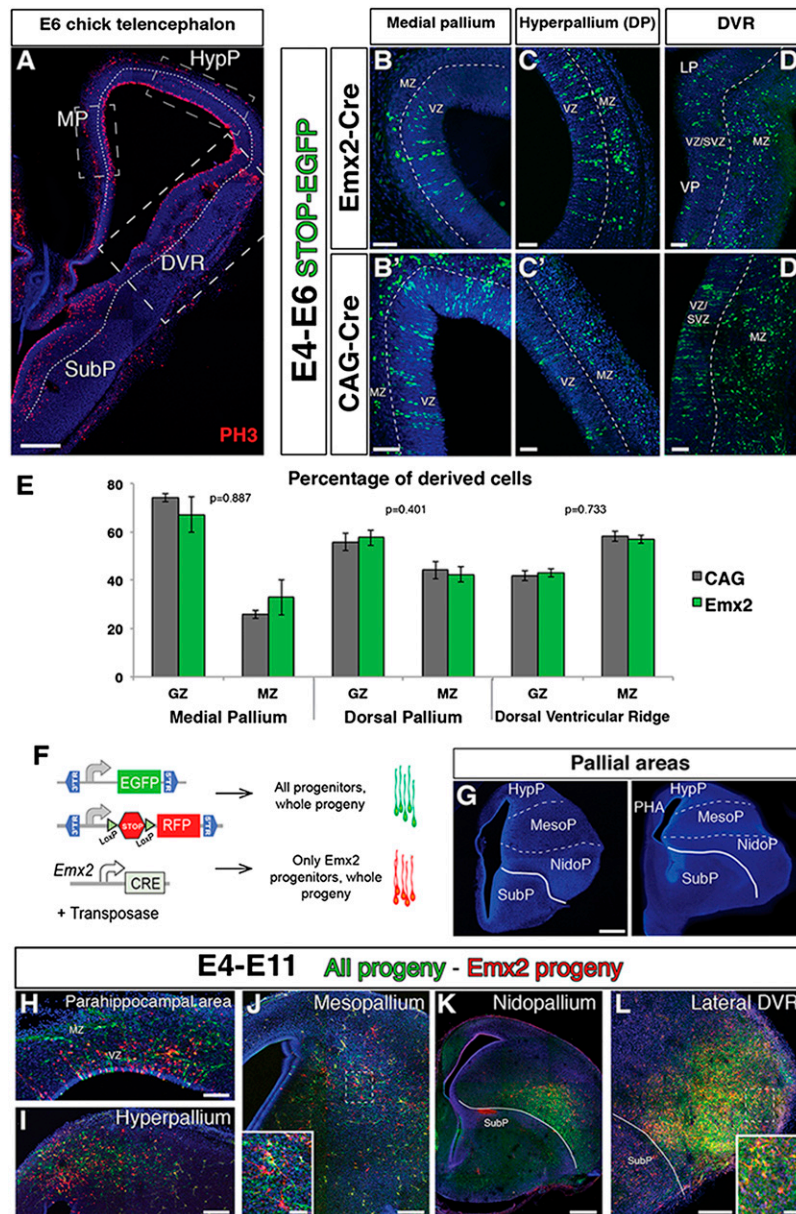 E6 chick telencephalon
A
HypP
MP
DVR
SubP
PH3
E4-E6 STOP-EGFP
Emx2-Cre
CAG-Cre
Medial pallium
Hyperpallium (DP)
DVR
B
MZ
VZ
C
VZ
MZ
D
LP
VZ/SVZ
MZ
VP
B'
MZ
VZ
C'
VZ
MZ
D
VZ/
SVZ
MZ
E
Percentage of derived cells
80
60
40
20
0
p=0.887
p=0.401
p=0.733
CAG
Emx2
GZ
MZ
GZ
MZ
GZ
MZ
Medial Pallium
Dorsal Pallium
Dorsal Ventricular Ridge
F
EGFP
All progenitors,
whole progeny
STOP
RFP
LoxP
LoxP
Emx2
CRE
+ Transposase
Only Emx2
progenitors, whole
progeny
Pallial areas
G
HypP
MesoP
NidoP
SubP
HypP
PHA
MesoP
NidoP
SubP
E4-E11 All progeny - Emx2 progeny
H
Parahippocampal area
MZ
VZ
I
Hyperpallium
J
Mesopallium
K
Nidopallium
SubP
L
Lateral DVR
SubP